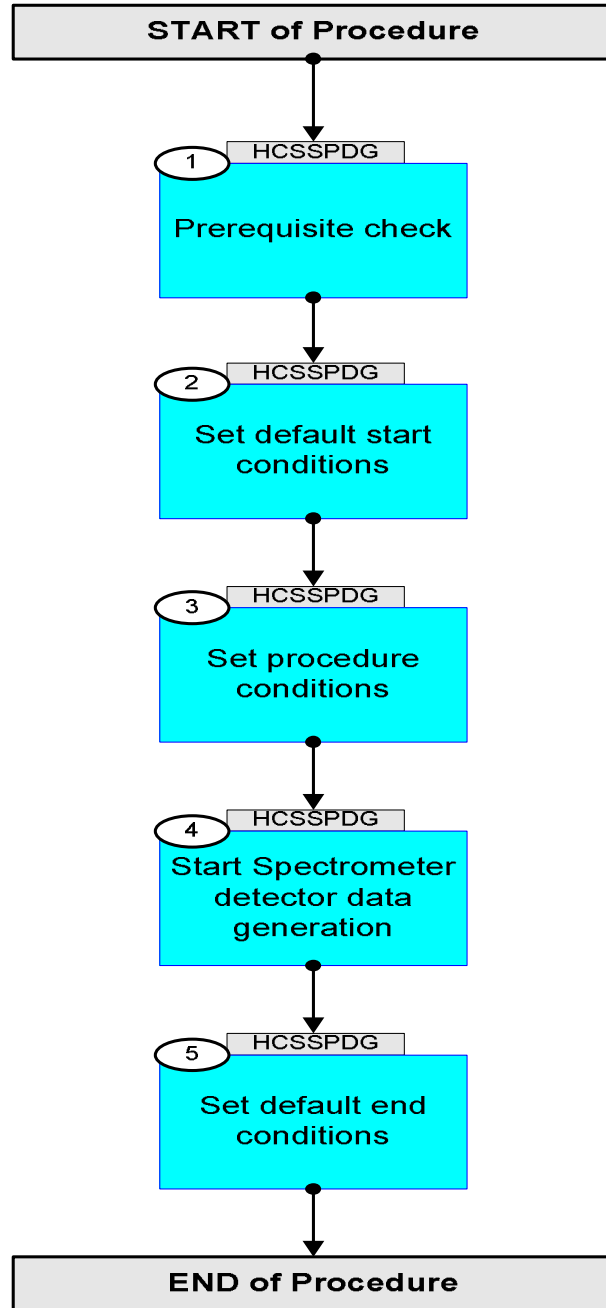 START of Procedure
HCSSPDG
1
Prerequisite check
HCSSPDG
2
Set default start
conditions
HCSSPDG
3
Set procedure
conditions
HCSSPDG
4
Start Spectrometer
detector data
generation
HCSSPDG
5
Set default end
conditions
END of Procedure